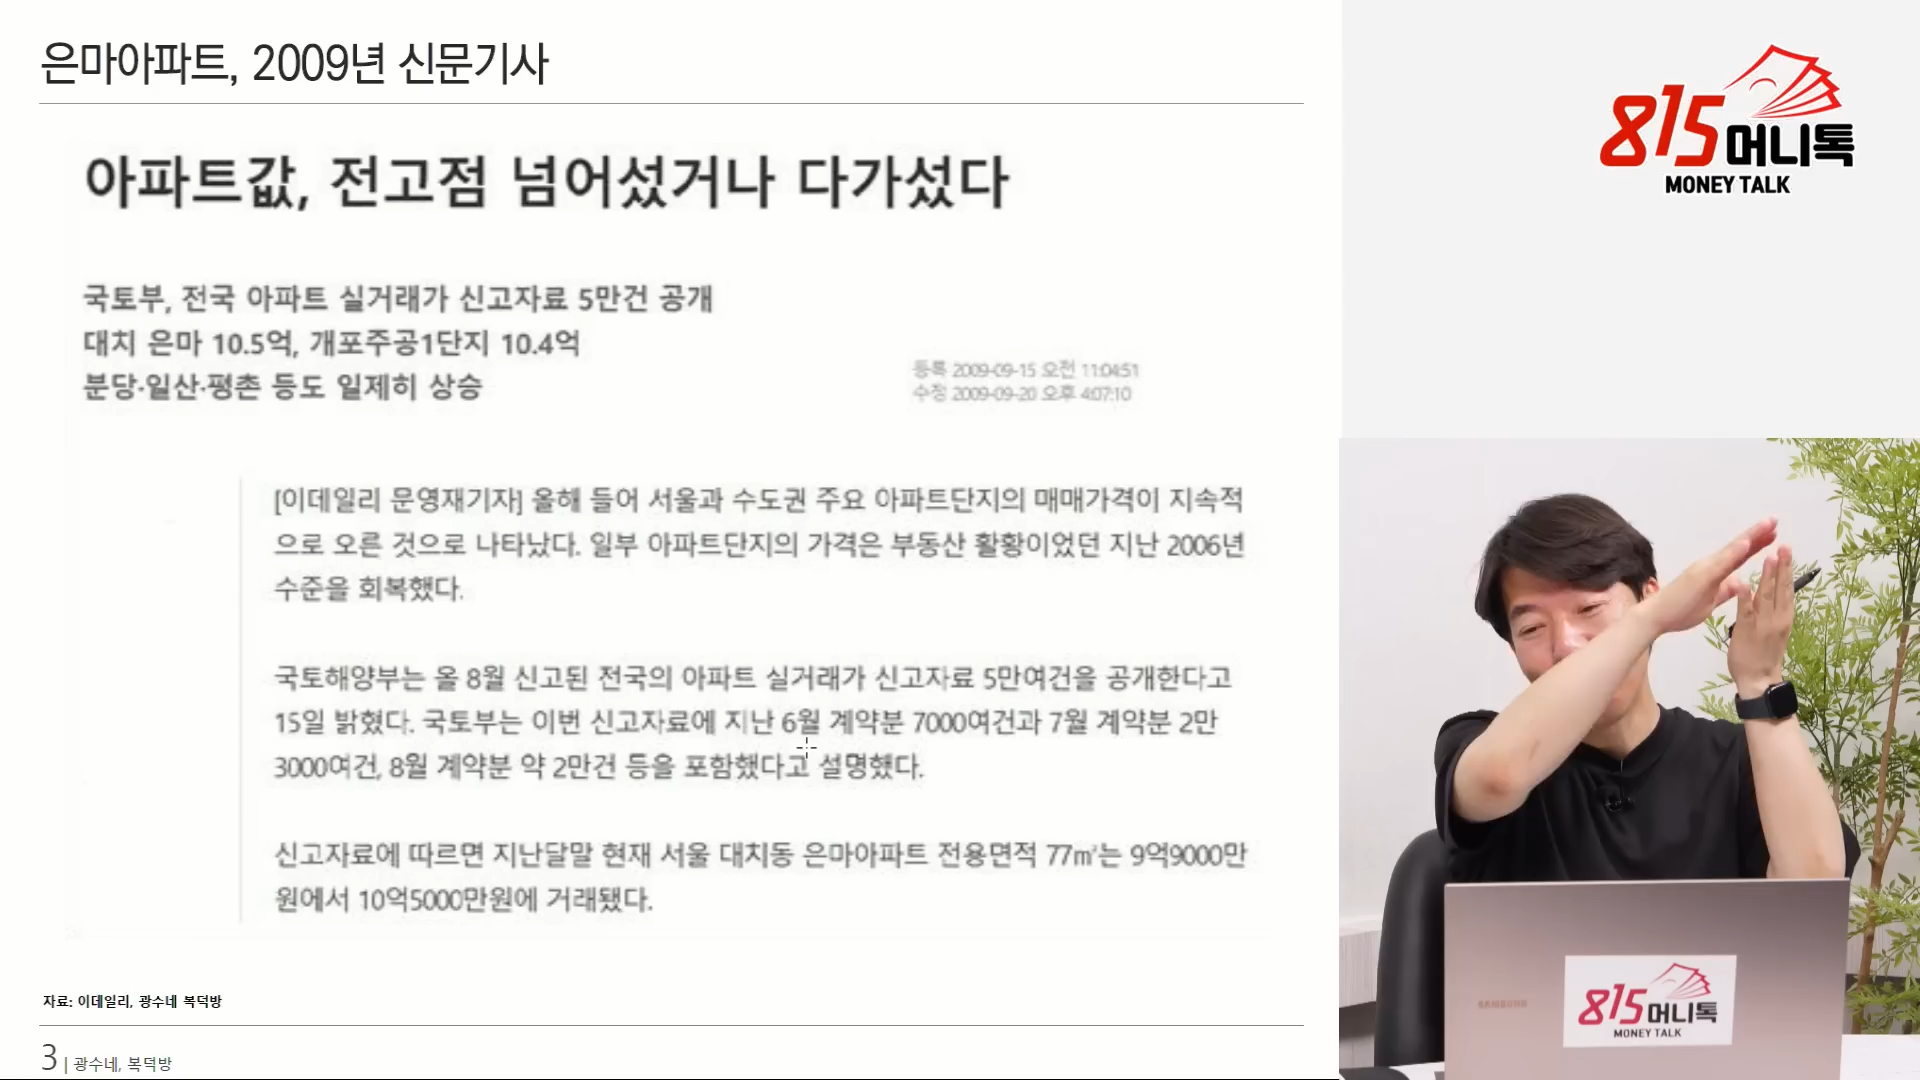 은마아파트, 2009년 신문기사
아파트값, 전고점 넘어섰거나 다가섰다
국토부, 전국 아파트 실거래가 신고자료 5만건 공개
대치 은마 10.5억, 개포주공1단지 10.4억
분당·일산·평촌 등도 일제히 상승
등록 2009-09-15 오전 11:04:51
수정 2009-09-20 오후 4:07:10
[이데일리 문영재기자] 올해 들어 서울과 수도권 주요 아파트단지의 매매가격이 지속적
으로 오른 것으로 나타났다. 일부 아파트단지의 가격은 부동산 활황이었던 지난 2006년
수준을 회복했다.
국토해양부는 올 8월 신고된 전국의 아파트 실거래가 신고자료 5만여건을 공개한다고
15일 밝혔다. 국토부는 이번 신고자료에 지난 6월 계약분 7000여건과 7월 계약분 2만
3000여건, 8월 계약분 약 2만건 등을 포함했다고 설명했다.
신고자료에 따르면 지난달말 현재 서울 대치동 은마아파트 전용면적 77㎡는 9억9000만
원에서 10억5000만원에 거래됐다.
자료: 이데일리, 광수네 복덕방
3 | 광수네, 복덕방
815머니톡
MONEY TALK
SAMSUNG
815머니톡
MONEY TALK